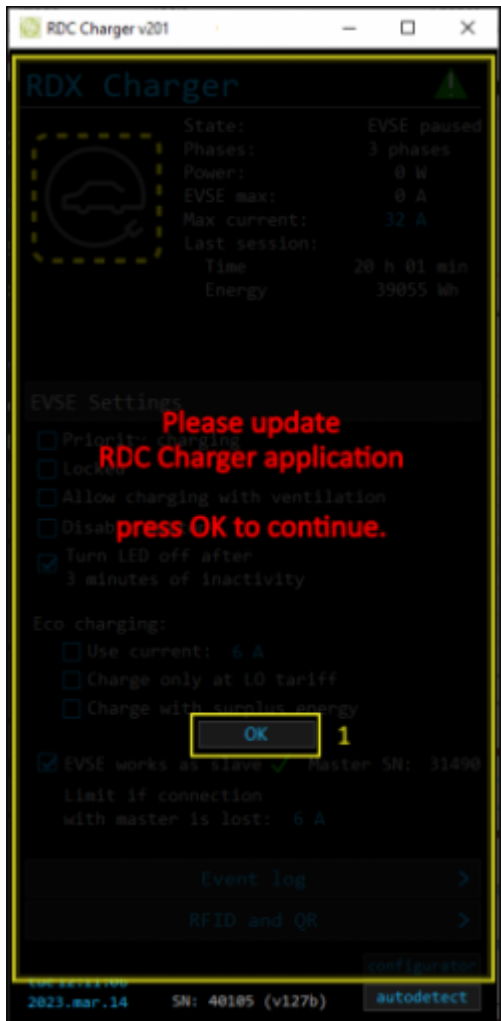 RDC Charger v201
RDX Charger
State: EVSE paused
Phases: 3 phases
Power: 0 W
EVSE max: 0 A
Max current: 32 A
Last session:
Time 20 h 01 min
Energy 39055 Wh
EVSE Settings
Please update
Priority charging
RDC Charger application
Locked
Allow charging with ventilation
press OK to continue.
Turn LED off after
3 minutes of inactivity
Eco charging:
Use current: 6 A
Charge only at LO tariff
Charge with surplus energy
OK 1
EVSE works as slave ✓ Master SN: 31490
Limit if connection
with master is lost: 6 A
Event log >
RFID and QR >
configurator
2023.mar.14 SN: 40105 (v127b) autodetect